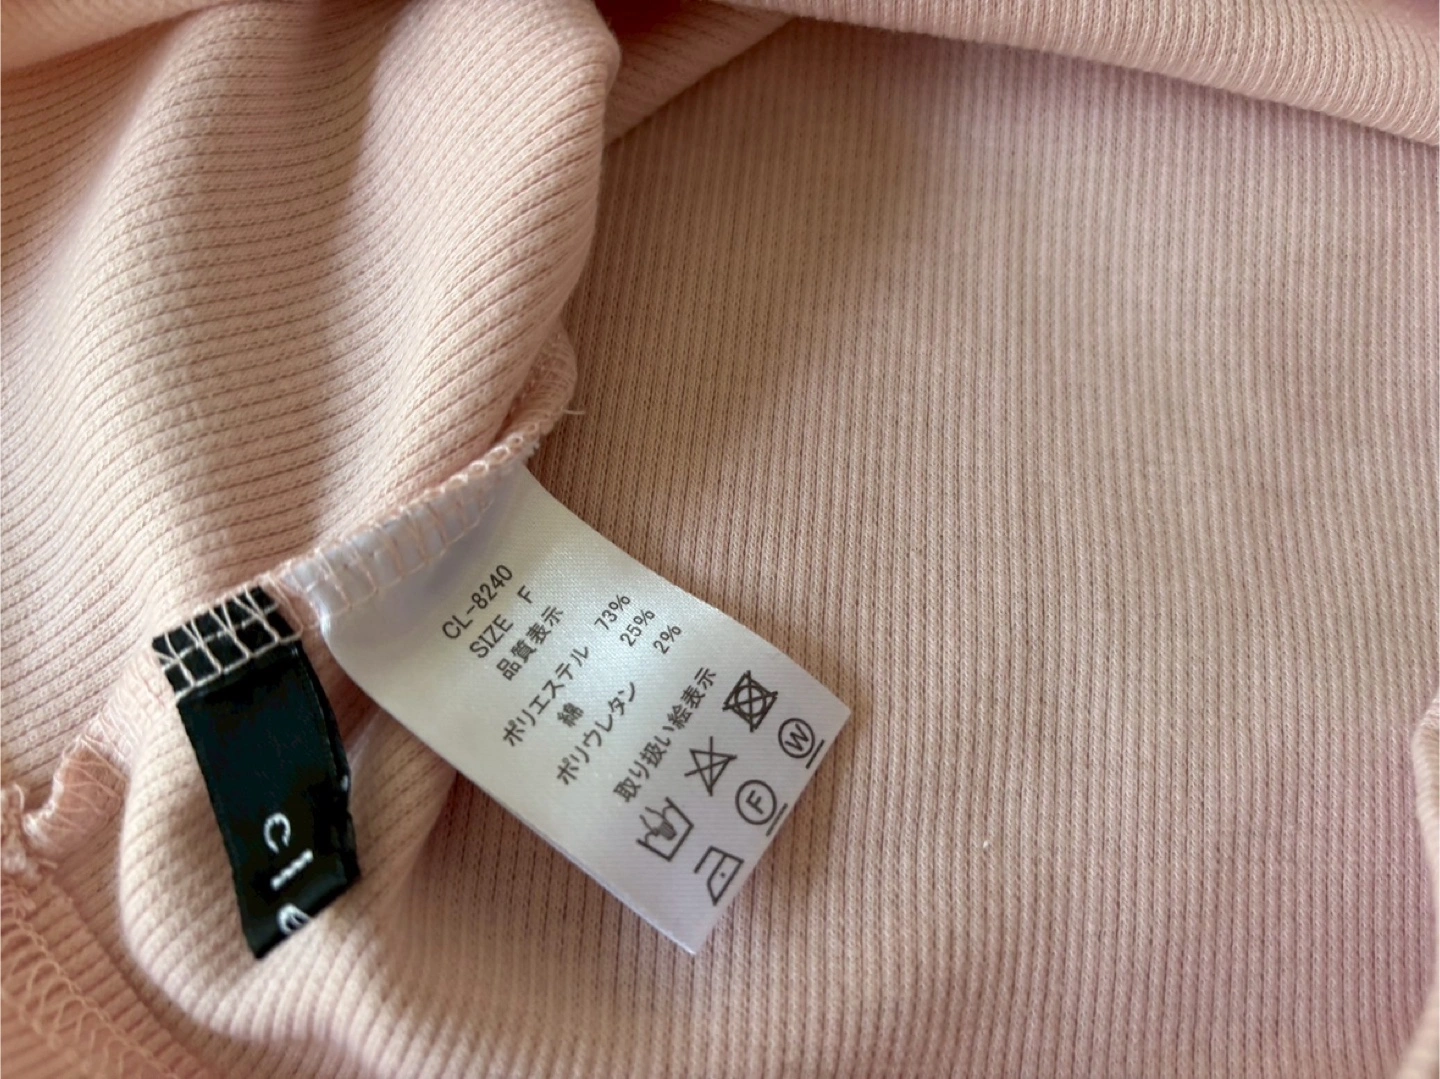 CL-8240
SIZE F
品質表示
ポリエステル 73%
綿 25%
ポリウレタン 2%
取り扱い絵表示
F
W